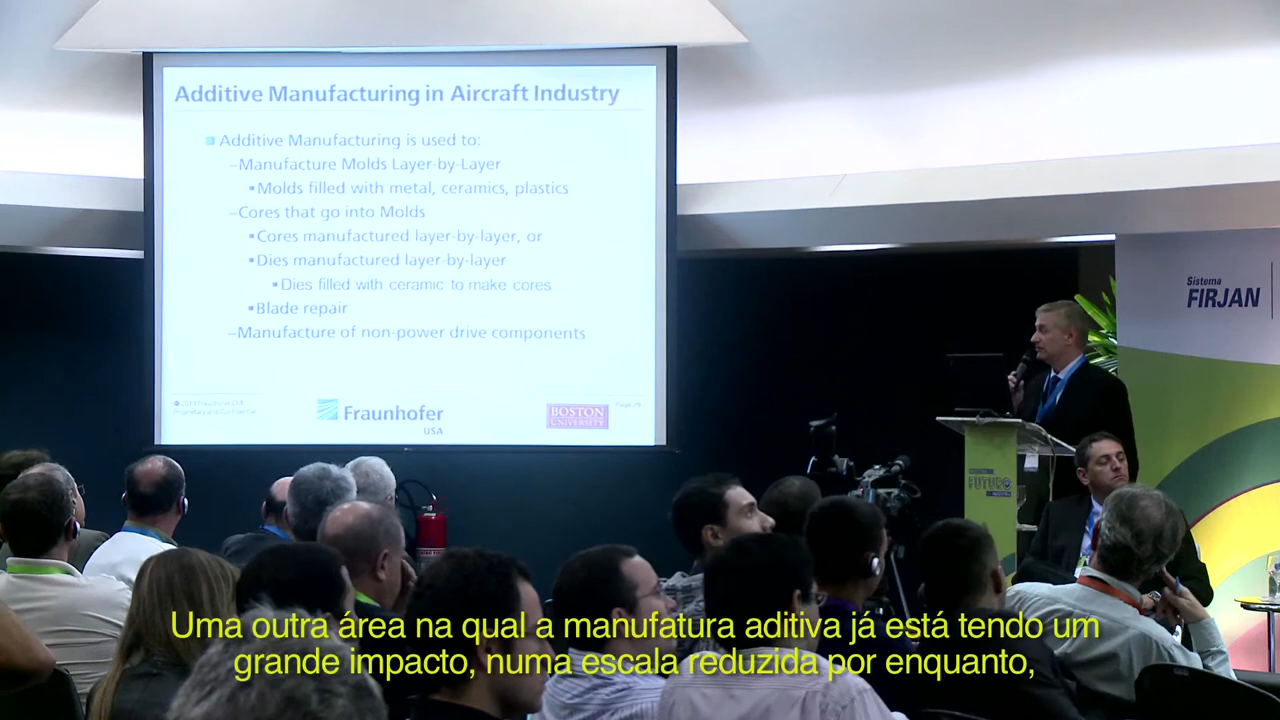 Additive Manufacturing in Aircraft Industry
Additive Manufacturing is used to:
–Manufacture Molds Layer-by-Layer
Molds filled with metal, ceramics, plastics
–Cores that go into Molds
Cores manufactured layer-by-layer, or
Dies manufactured layer-by-layer
Dies filled with ceramic to make cores
Blade repair
–Manufacture of non-power drive components
Fraunhofer
USA
BOSTON
UNIVERSITY
Sistema
FIRJAN
FUTURO
Uma outra área na qual a manufatura aditiva já está tendo um
grande impacto, numa escala reduzida por enquanto,